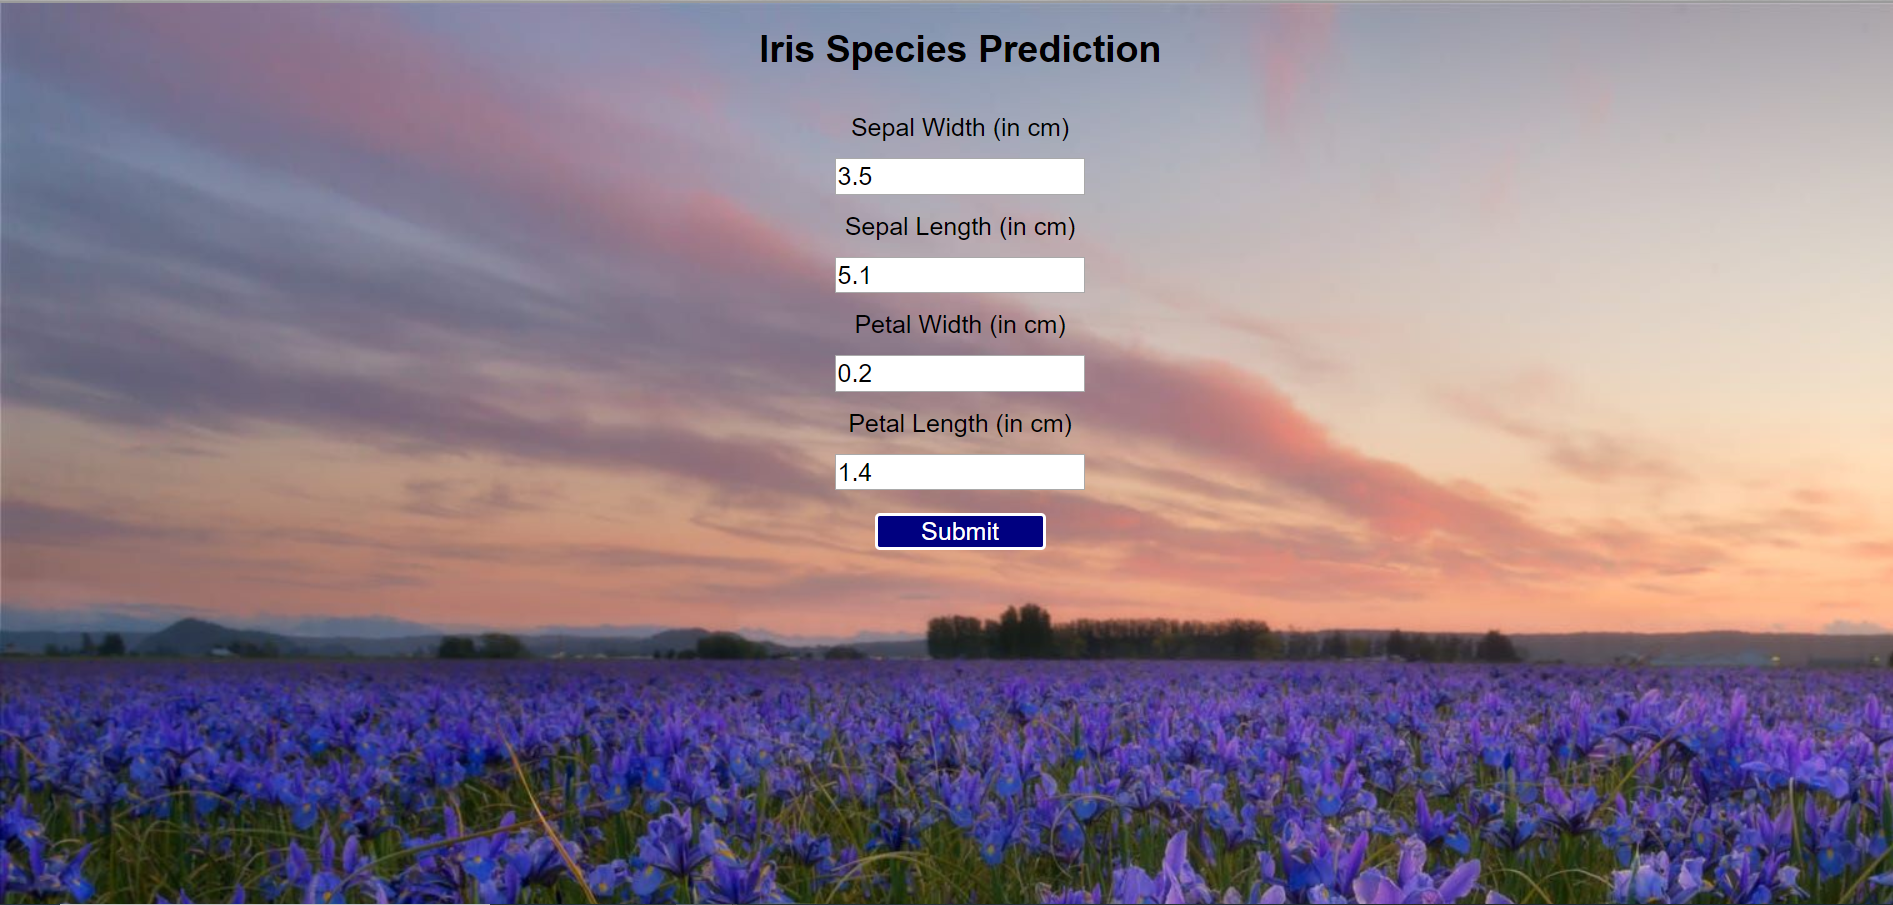 Iris Species Prediction
Sepal Width (in cm)
3.5
Sepal Length (in cm)
5.1
Petal Width (in cm)
0.2
Petal Length (in cm)
1.4
Submit